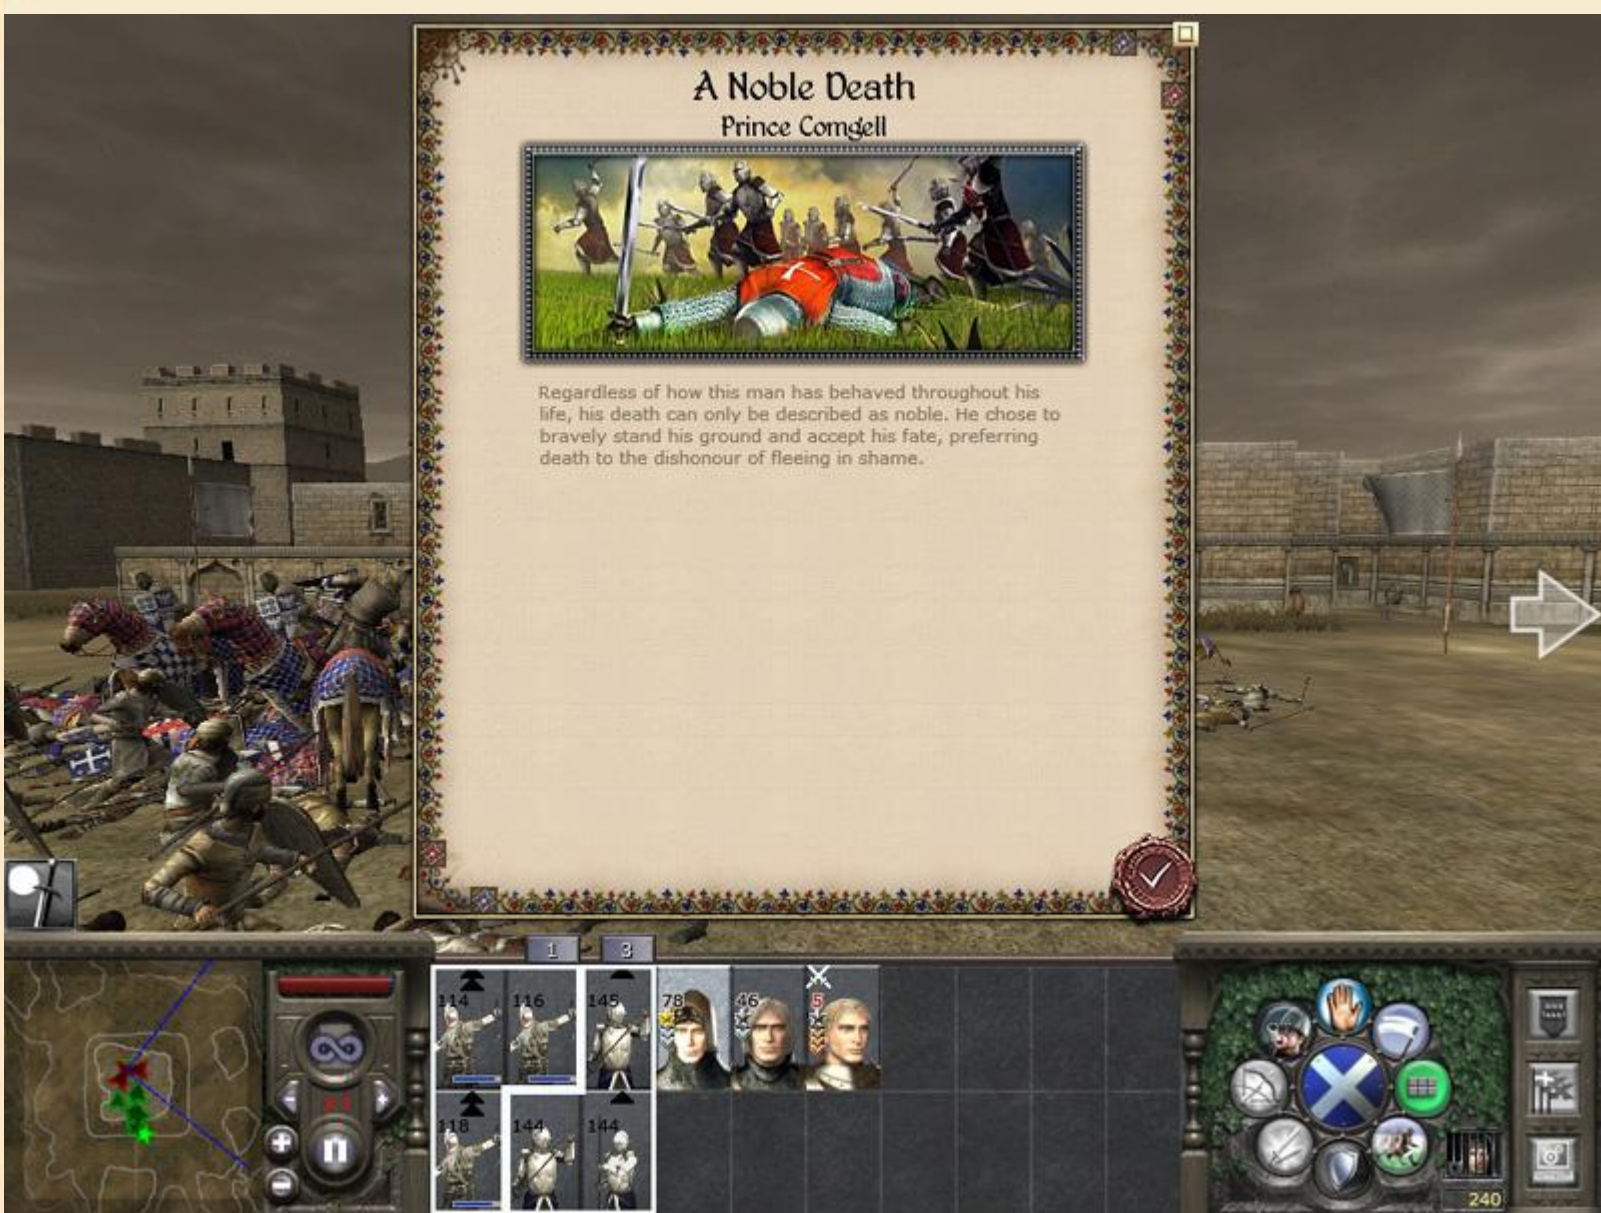 A Noble Death
Prince Comgell
Regardless of how this man has behaved throughout his
life, his death can only be described as noble. He chose to
bravely stand his ground and accept his fate, preferring
death to the dishonour of fleeing in shame.
1 3
114 116 145 78 46 5
118 144 144
x1
240